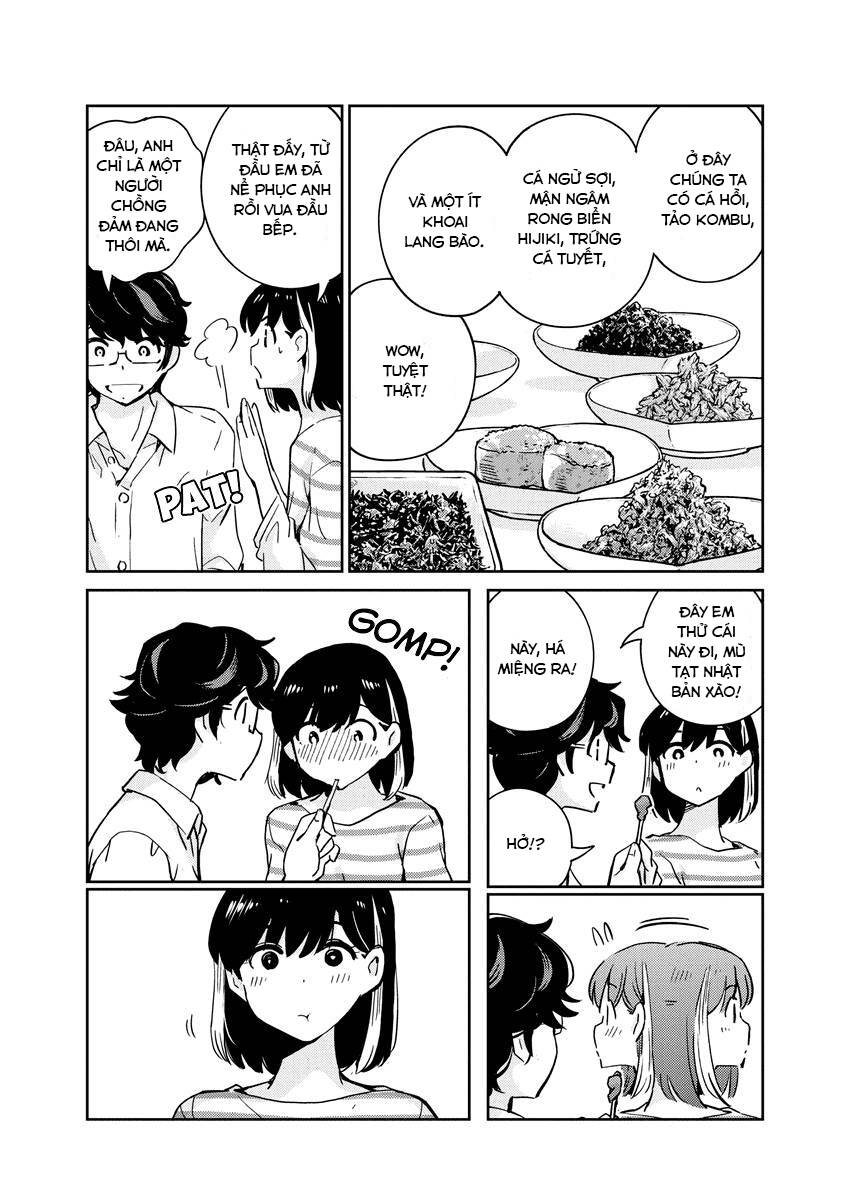 Ở ĐÂY
CHÚNG TA
CÓ CÁ HỒI,
TẢO KOMBU,
CÁ NGỪ SỢI,
MẬN NGÂM
RONG BIỂN
HIJIKI, TRỨNG
CÁ TUYẾT,
VÀ MỘT ÍT
KHOAI
LANG BÀO.
WOW,
TUYỆT
THẬT!
THẬT ĐẤY, TỪ
ĐẦU EM ĐÃ
NỂ PHỤC ANH
RỒI VUA ĐẦU
BẾP.
ĐÂU, ANH
CHỈ LÀ MỘT
NGƯỜI
CHỒNG
ĐẢM ĐANG
THÔI MÀ.
PAT!
ĐÂY EM
THỬ CÁI
NÀY ĐI, MÙ
TẠT NHẬT
BẢN XÀO!
NÀY, HÁ
MIỆNG RA!
HỞ!?
GOMP!